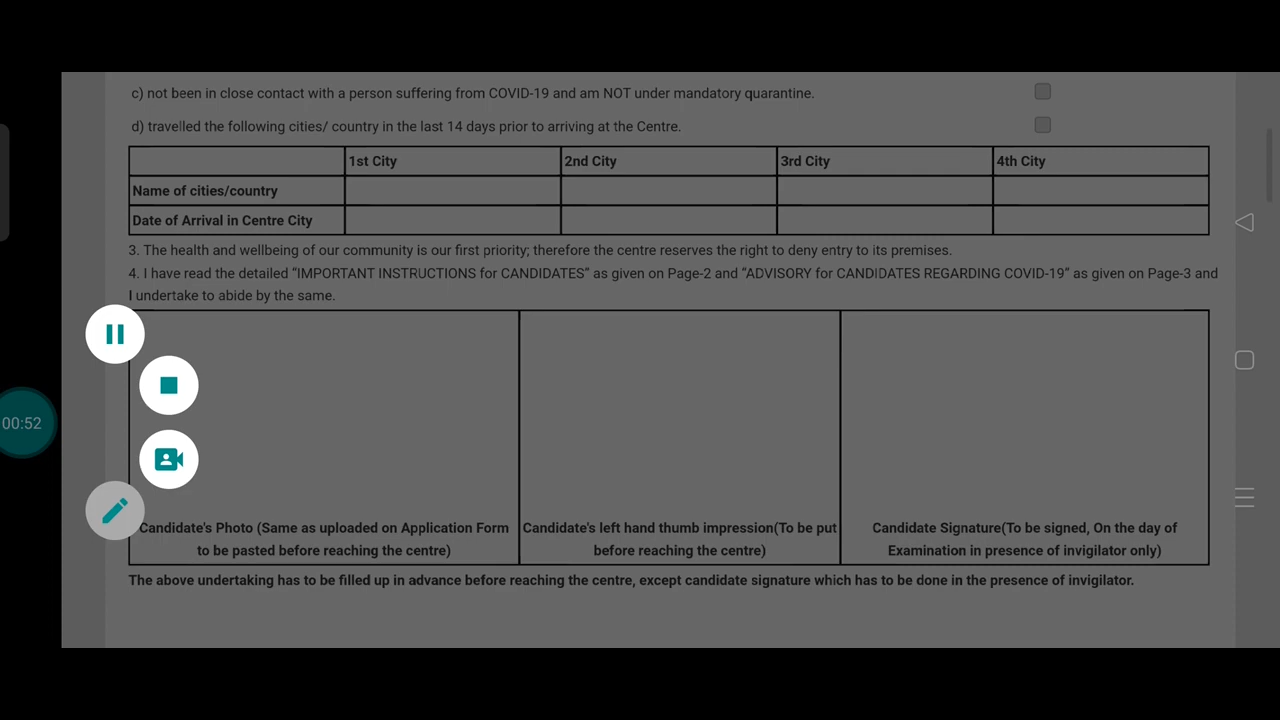 c) not been in close contact with a person suffering from COVID-19 and am NOT under mandatory quarantine.
d) travelled the following cities/ country in the last 14 days prior to arriving at the Centre.
1st City 2nd City 3rd City 4th City
Name of cities/country
Date of Arrival in Centre City
3. The health and wellbeing of our community is our first priority; therefore the centre reserves the right to deny entry to its premises.
4. I have read the detailed “IMPORTANT INSTRUCTIONS for CANDIDATES” as given on Page-2 and “ADVISORY for CANDIDATES REGARDING COVID-19” as given on Page-3 and
I undertake to abide by the same.
00:52
Candidate's Photo (Same as uploaded on Application Form
to be pasted before reaching the centre)
Candidate's left hand thumb impression(To be put
before reaching the centre)
Candidate Signature(To be signed, On the day of
Examination in presence of invigilator only)
The above undertaking has to be filled up in advance before reaching the centre, except candidate signature which has to be done in the presence of invigilator.